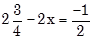 2 3/4 − 2x = −1/2